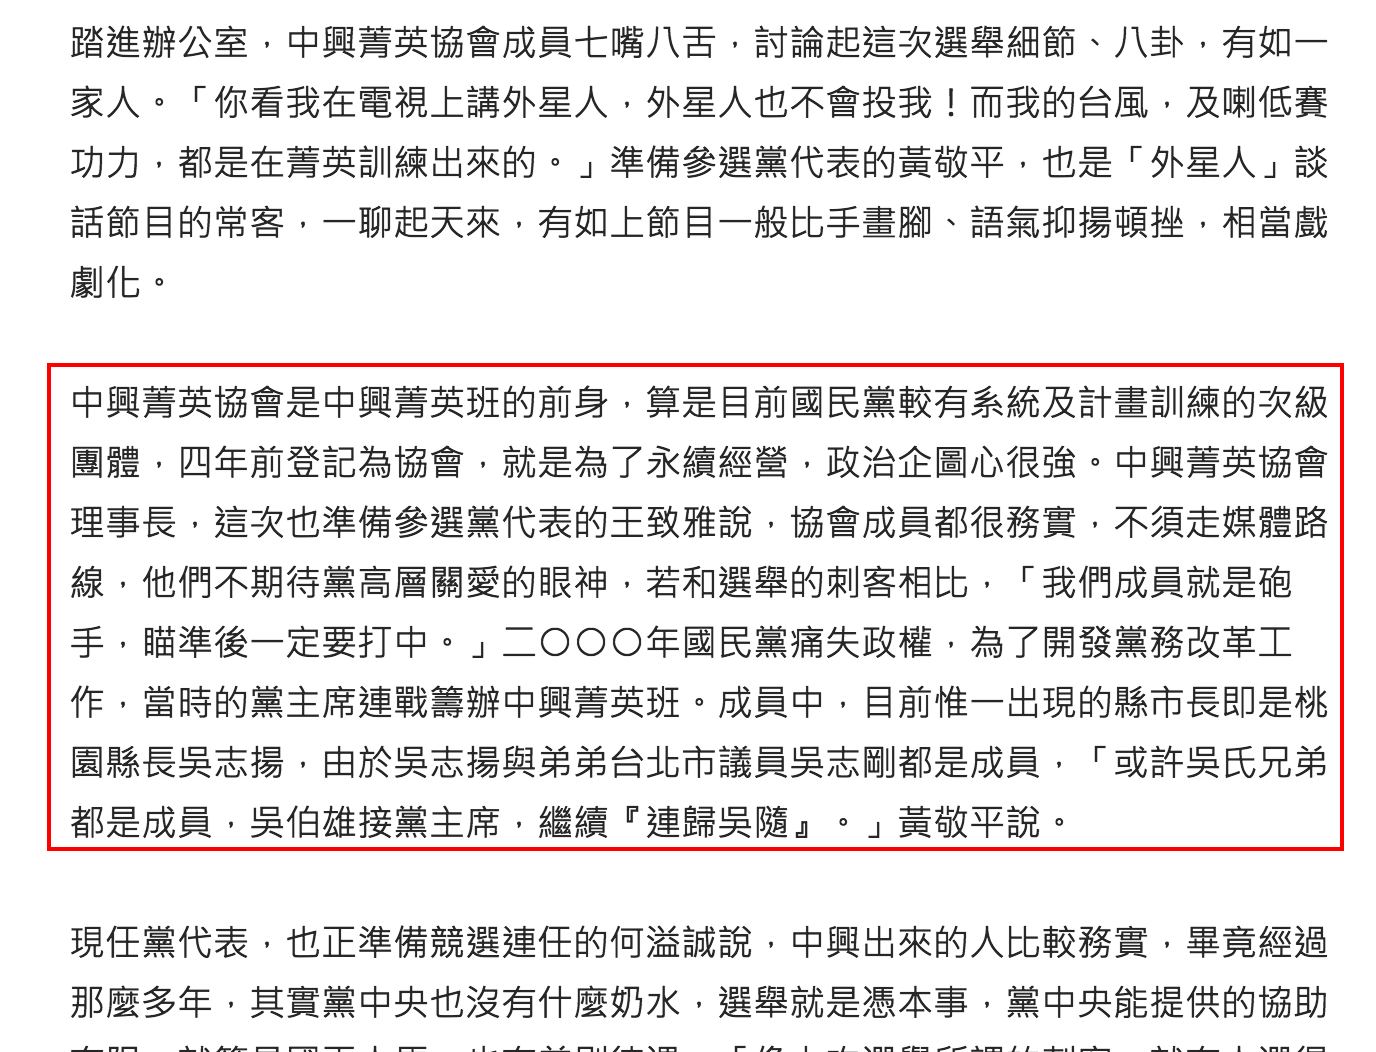 踏進辦公室，中興菁英協會成員七嘴八舌，討論起這次選舉細節、八卦，有如一
家人。「你看我在電視上講外星人，外星人也不會投我！而我的台風，及喇低賽
功力，都是在菁英訓練出來的。」準備參選黨代表的黃敬平，也是「外星人」談
話節目的常客，一聊起天來，有如上節目一般比手畫腳、語氣抑揚頓挫，相當戲
劇化。
中興菁英協會是中興菁英班的前身，算是目前國民黨較有系統及計畫訓練的次級
團體，四年前登記為協會，就是為了永續經營，政治企圖心很強。中興菁英協會
理事長，這次也準備參選黨代表的王致雅說，協會成員都很務實，不須走媒體路
線，他們不期待黨高層關愛的眼神，若和選舉的刺客相比，「我們成員就是砲
手，瞄準後一定要打中。」二〇〇〇年國民黨痛失政權，為了開發黨務改革工
作，當時的黨主席連戰籌辦中興菁英班。成員中，目前惟一出現的縣市長即是桃
園縣長吳志揚，由於吳志揚與弟弟台北市議員吳志剛都是成員，「或許吳氏兄弟
都是成員，吳伯雄接黨主席，繼續『連歸吳隨』。」黃敬平說。
現任黨代表，也正準備競選連任的何溢誠說，中興出來的人比較務實，畢竟經過
那麼多年，其實黨中央也沒有什麼奶水，選舉就是憑本事，黨中央能提供的協助